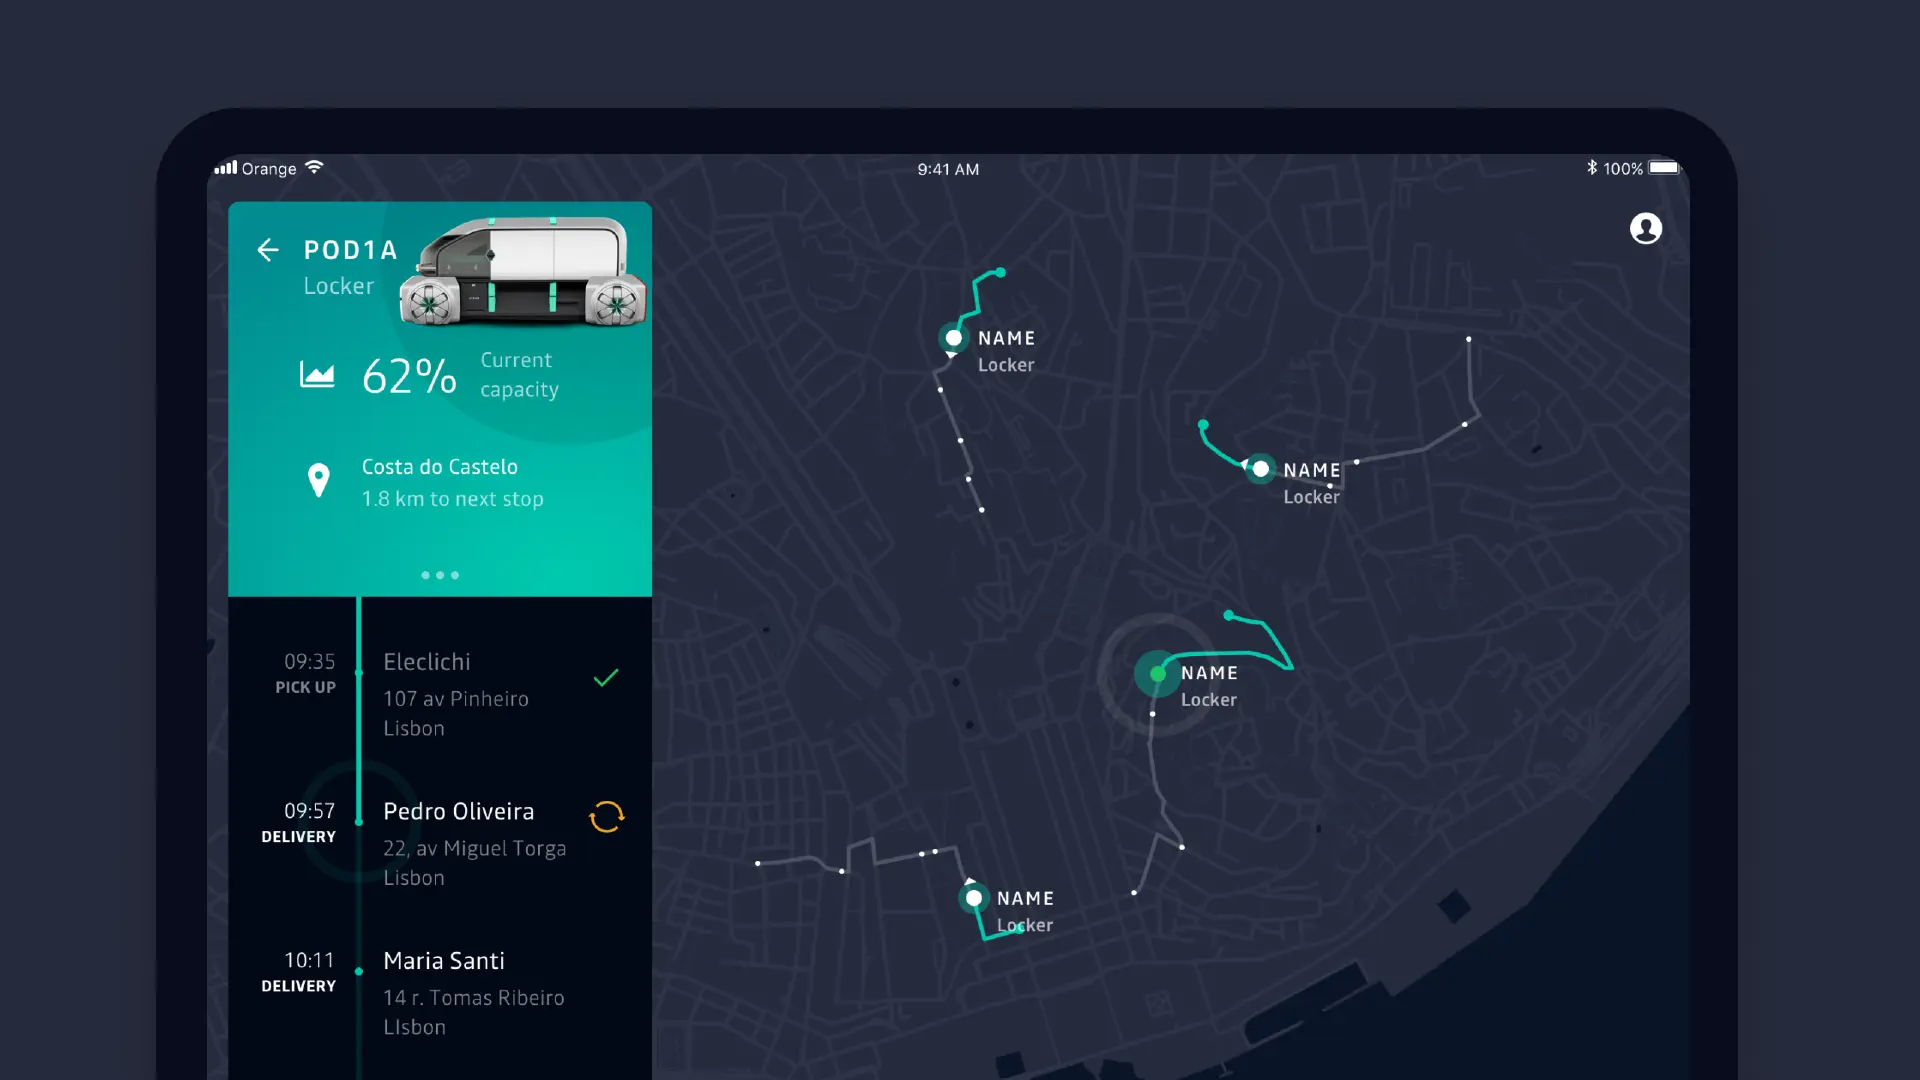 Orange
9:41 AM
100%
POD1A
Locker
62%
Current
capacity
Costa do Castelo
1.8 km to next stop
09:35
PICK UP
Eleclichi
107 av Pinheiro
Lisbon
09:57
DELIVERY
Pedro Oliveira
22, av Miguel Torga
Lisbon
10:11
DELIVERY
Maria Santi
14 r. Tomas Ribeiro
LIsbon
NAME
Locker
NAME
Locker
NAME
Locker
NAME
Locker